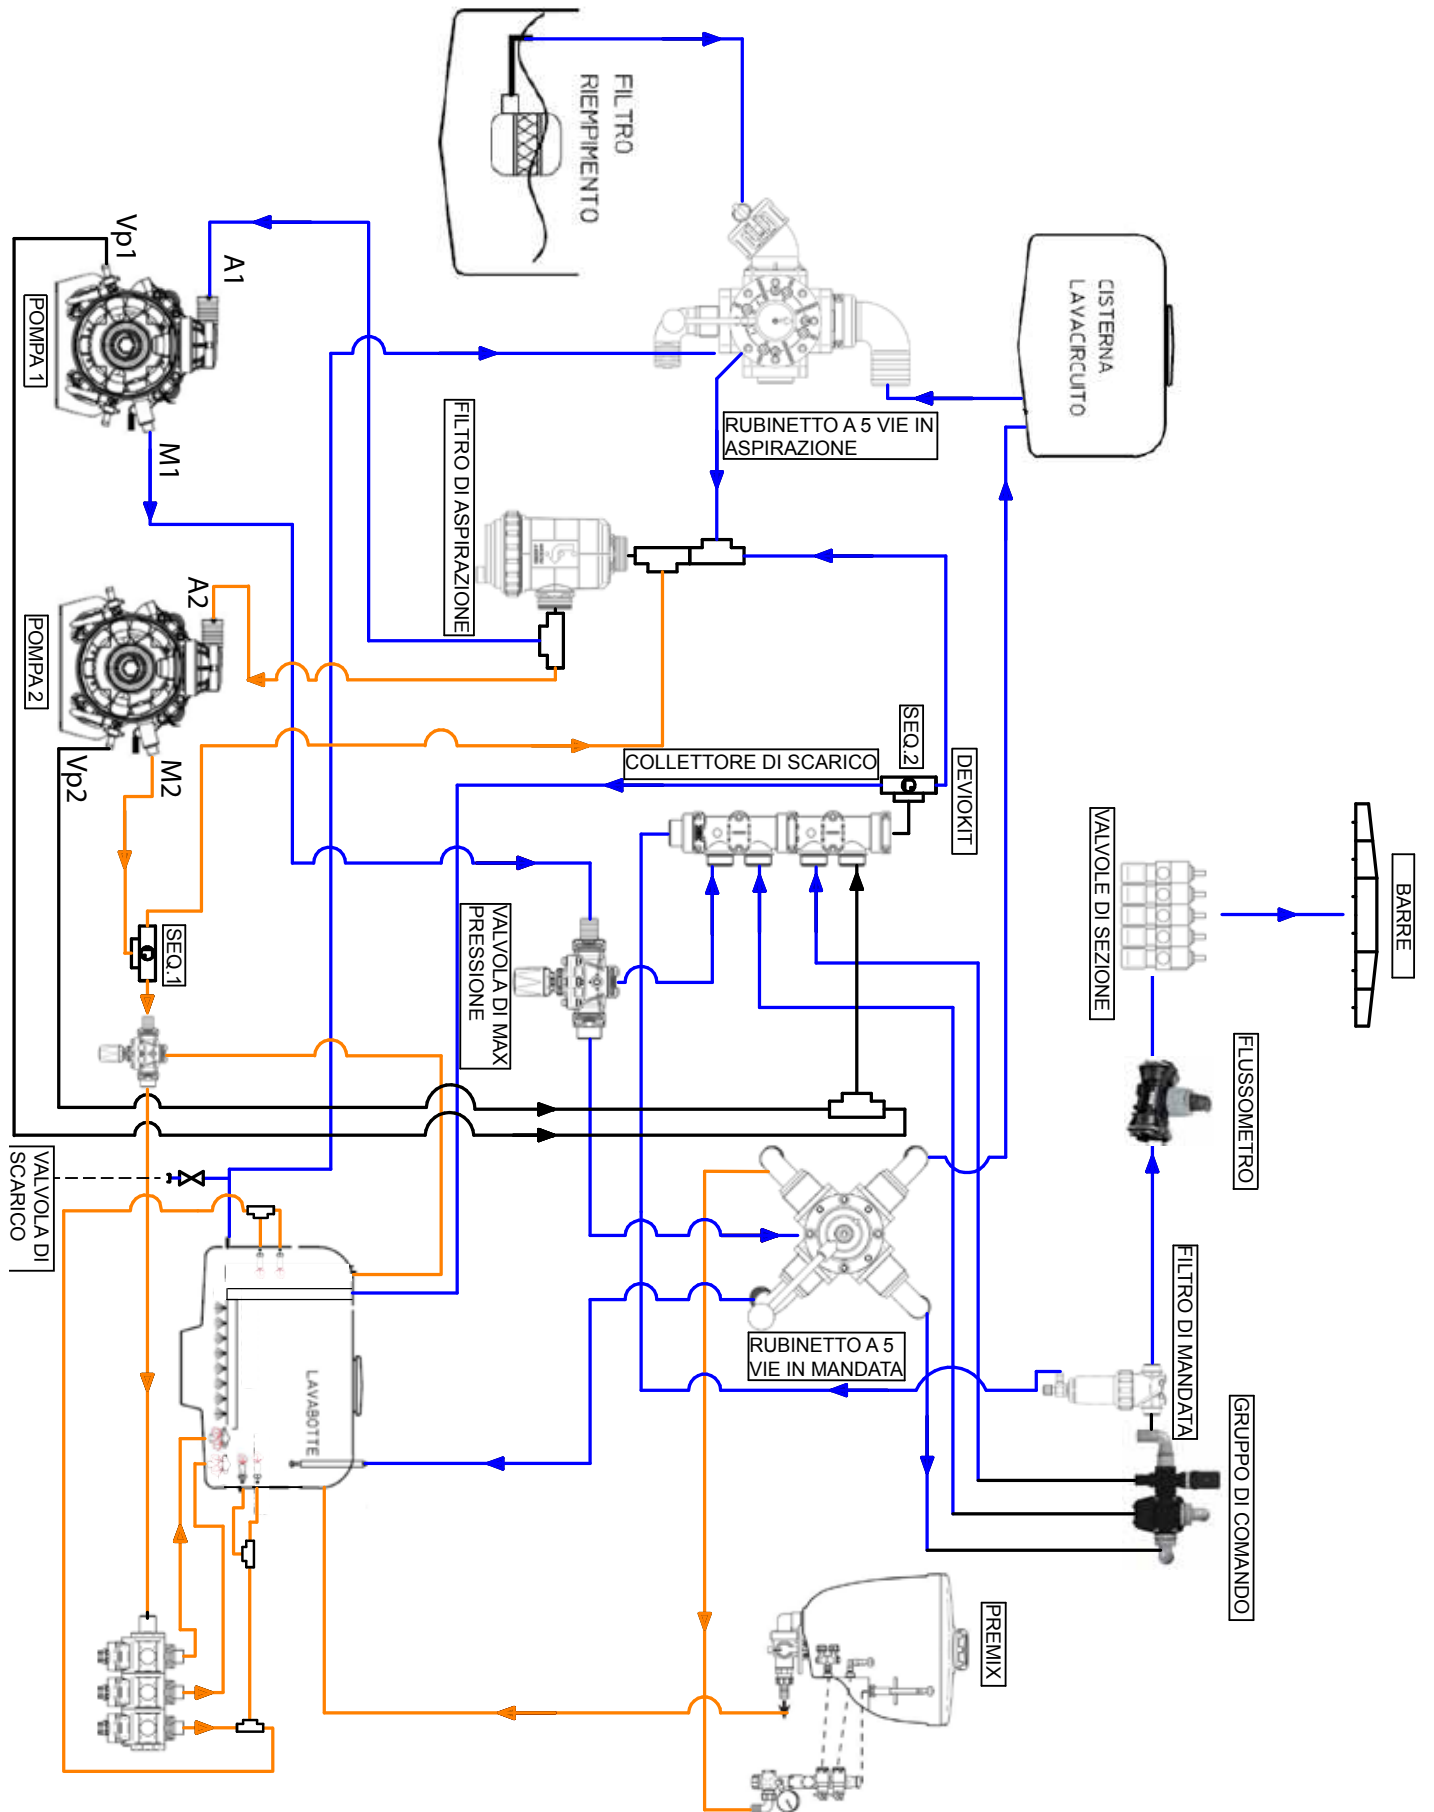 FILTRO
RIEMPIMENTO
CISTERNA
LAVACIRCUITO
Vp1
A1
POMPA 1
M1
RUBINETTO A 5 VIE IN
ASPIRAZIONE
FILTRO DI ASPIRAZIONE
A2
POMPA 2
M2
Vp2
SEQ.2
COLLETTORE DI SCARICO
DEVIOKIT
VALVOLE DI SEZIONE
BARRE
SEQ.1
VALVOLA DI MAX
PRESSIONE
FLUSSOMETRO
VALVOLA DI
SCARICO
FILTRO DI MANDATA
RUBINETTO A 5
VIE IN MANDATA
LAVABOTTE
GRUPPO DI COMANDO
PREMIX